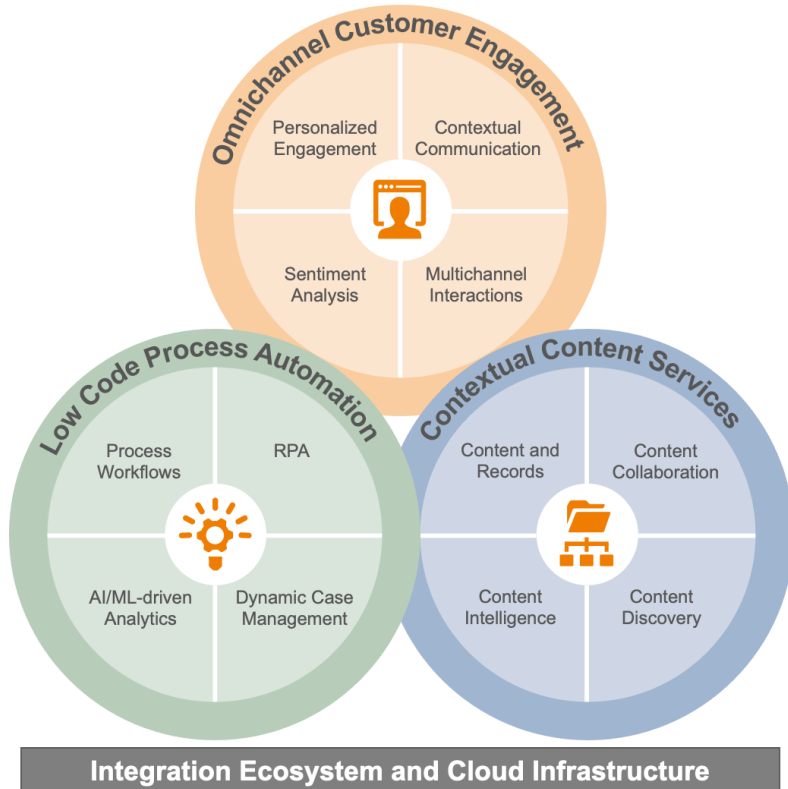 Omnichannel Customer Engagement
Personalized
Engagement
Contextual
Communication
Sentiment
Analysis
Multichannel
Interactions
Low Code Process Automation
Process
Workflows
RPA
AI/ML-driven
Analytics
Dynamic Case
Management
Contextual Content Services
Content and
Records
Content
Collaboration
Content
Intelligence
Content
Discovery
Integration Ecosystem and Cloud Infrastructure